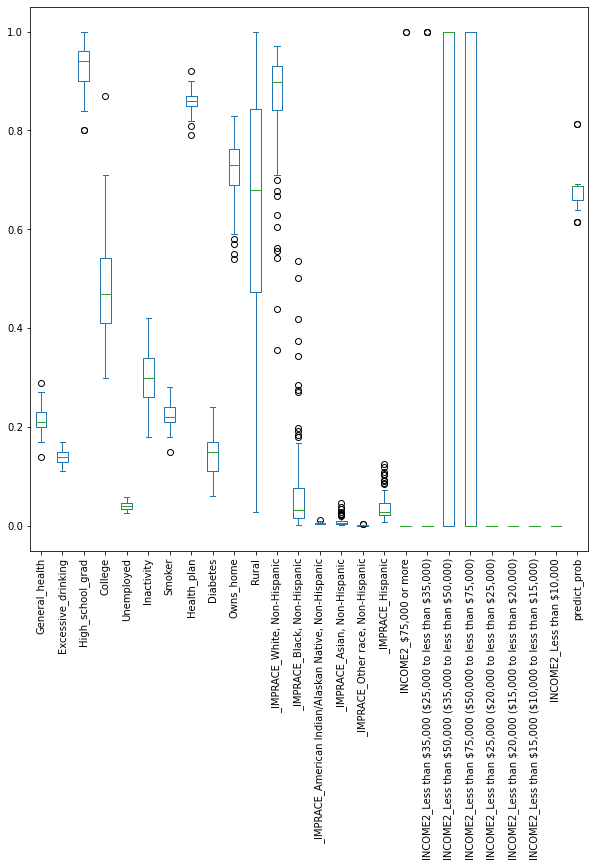 1.0
0.8
0.6
0.4
0.2
0.0
General_health
Excessive_drinking
High_school_grad
College
Unemployed
Inactivity
Smoker
Health_plan
Diabetes
Owns_home
Rural
_IMPRACE_White, Non-Hispanic
_IMPRACE_Black, Non-Hispanic
_IMPRACE_American Indian/Alaskan Native, Non-Hispanic
_IMPRACE_Asian, Non-Hispanic
_IMPRACE_Other race, Non-Hispanic
_IMPRACE_Hispanic
INCOME2_$75,000 or more
INCOME2_Less than $35,000 ($25,000 to less than $35,000)
INCOME2_Less than $50,000 ($35,000 to less than $50,000)
INCOME2_Less than $75,000 ($50,000 to less than $75,000)
INCOME2_Less than $25,000 ($20,000 to less than $25,000)
INCOME2_Less than $20,000 ($15,000 to less than $20,000)
INCOME2_Less than $15,000 ($10,000 to less than $15,000)
INCOME2_Less than $10,000
predict_prob